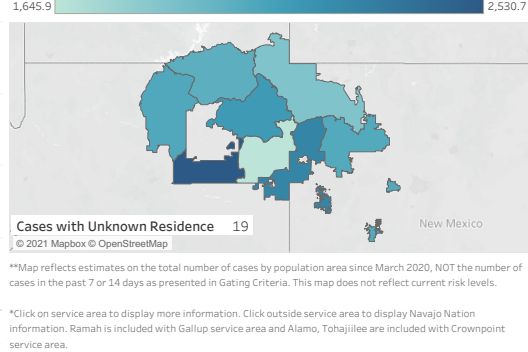 1,645.9 2,530.7
New Mexico
Cases with Unknown Residence 19
© 2021 Mapbox © OpenStreetMap
**Map reflects estimates on the total number of cases by population area since March 2020, NOT the number of
cases in the past 7 or 14 days as presented in Gating Criteria. This map does not reflect current risk levels.
*Click on service area to display more information. Click outside service area to display Navajo Nation
information. Ramah is included with Gallup service area and Alamo, Tohajiilee are included with Crownpoint
service area.